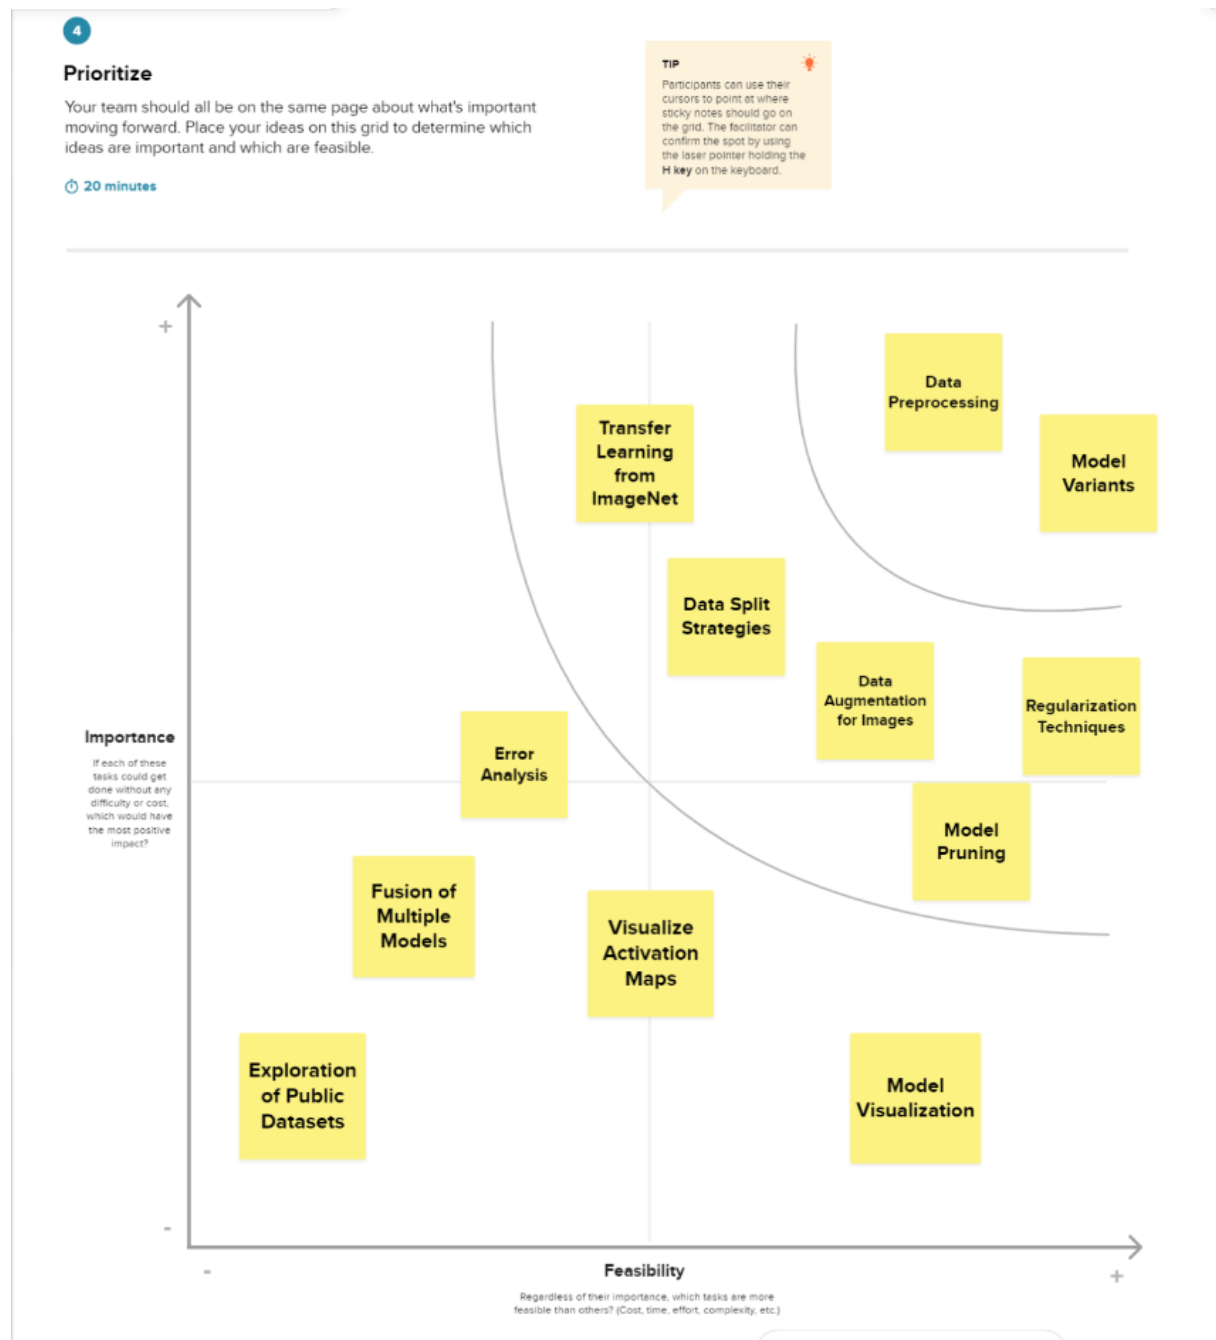 4
Prioritize
Your team should all be on the same page about what's important
moving forward. Place your ideas on this grid to determine which
ideas are important and which are feasible.
20 minutes
TIP
Participants can use their
cursors to point at where
sticky notes should go on
the grid. The facilitator can
confirm the spot by using
the laser pointer holding the
H key on the keyboard.
+
Data
Preprocessing
Transfer
Learning
from
ImageNet
Model
Variants
Data Split
Strategies
Data
Augmentation
for Images
Regularization
Techniques
Importance
If each of these
tasks could get
done without any
difficulty or cost,
which would have
the most positive
impact?
Error
Analysis
Model
Pruning
Fusion of
Multiple
Models
Visualize
Activation
Maps
Exploration
of Public
Datasets
Model
Visualization
-
-
Feasibility
+
Regardless of their importance, which tasks are more
feasible than others? (Cost, time, effort, complexity, etc.)